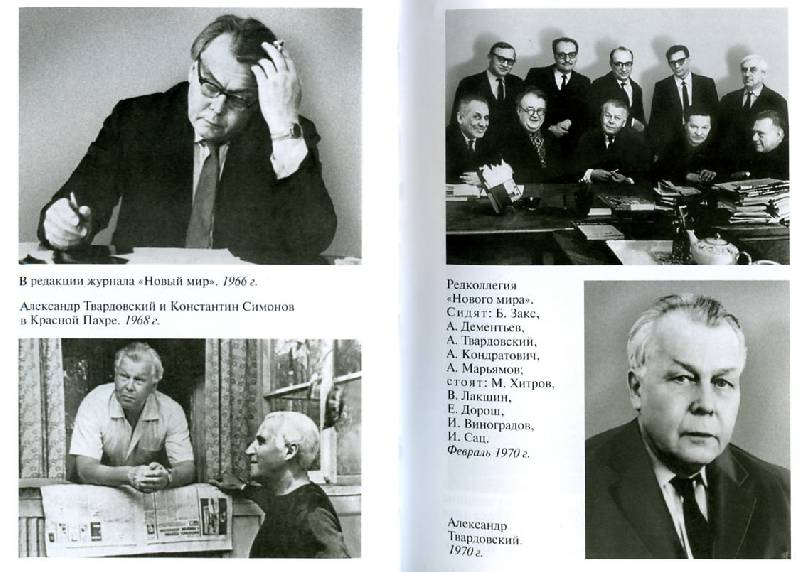 В редакции журнала «Новый мир». 1966 г.
Александр Твардовский и Константин Симонов
в Красной Пахре. 1968 г.
Редколлегия
«Нового мира».
Сидят: Б. Закс,
А. Дементьев,
А. Твардовский,
А. Кондратович,
А. Марьямов;
стоят: М. Хитров,
В. Лакшин,
Е. Дорош,
И. Виноградов,
И. Сац.
Февраль 1970 г.
Александр
Твардовский.
1970 г.